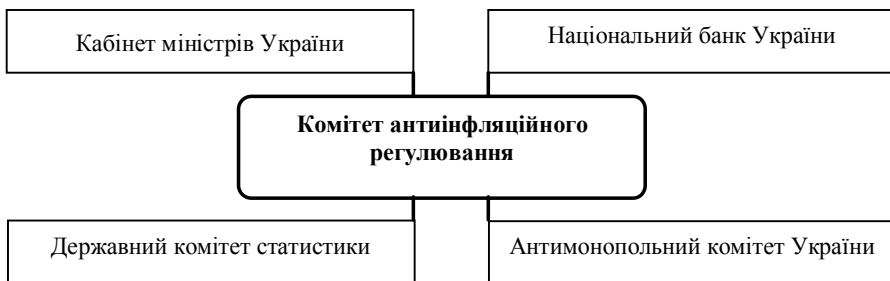 Кабінет міністрів України
Національний банк України
Комітет антиінфляційного
регулювання
Державний комітет статистики
Антимонопольний комітет України